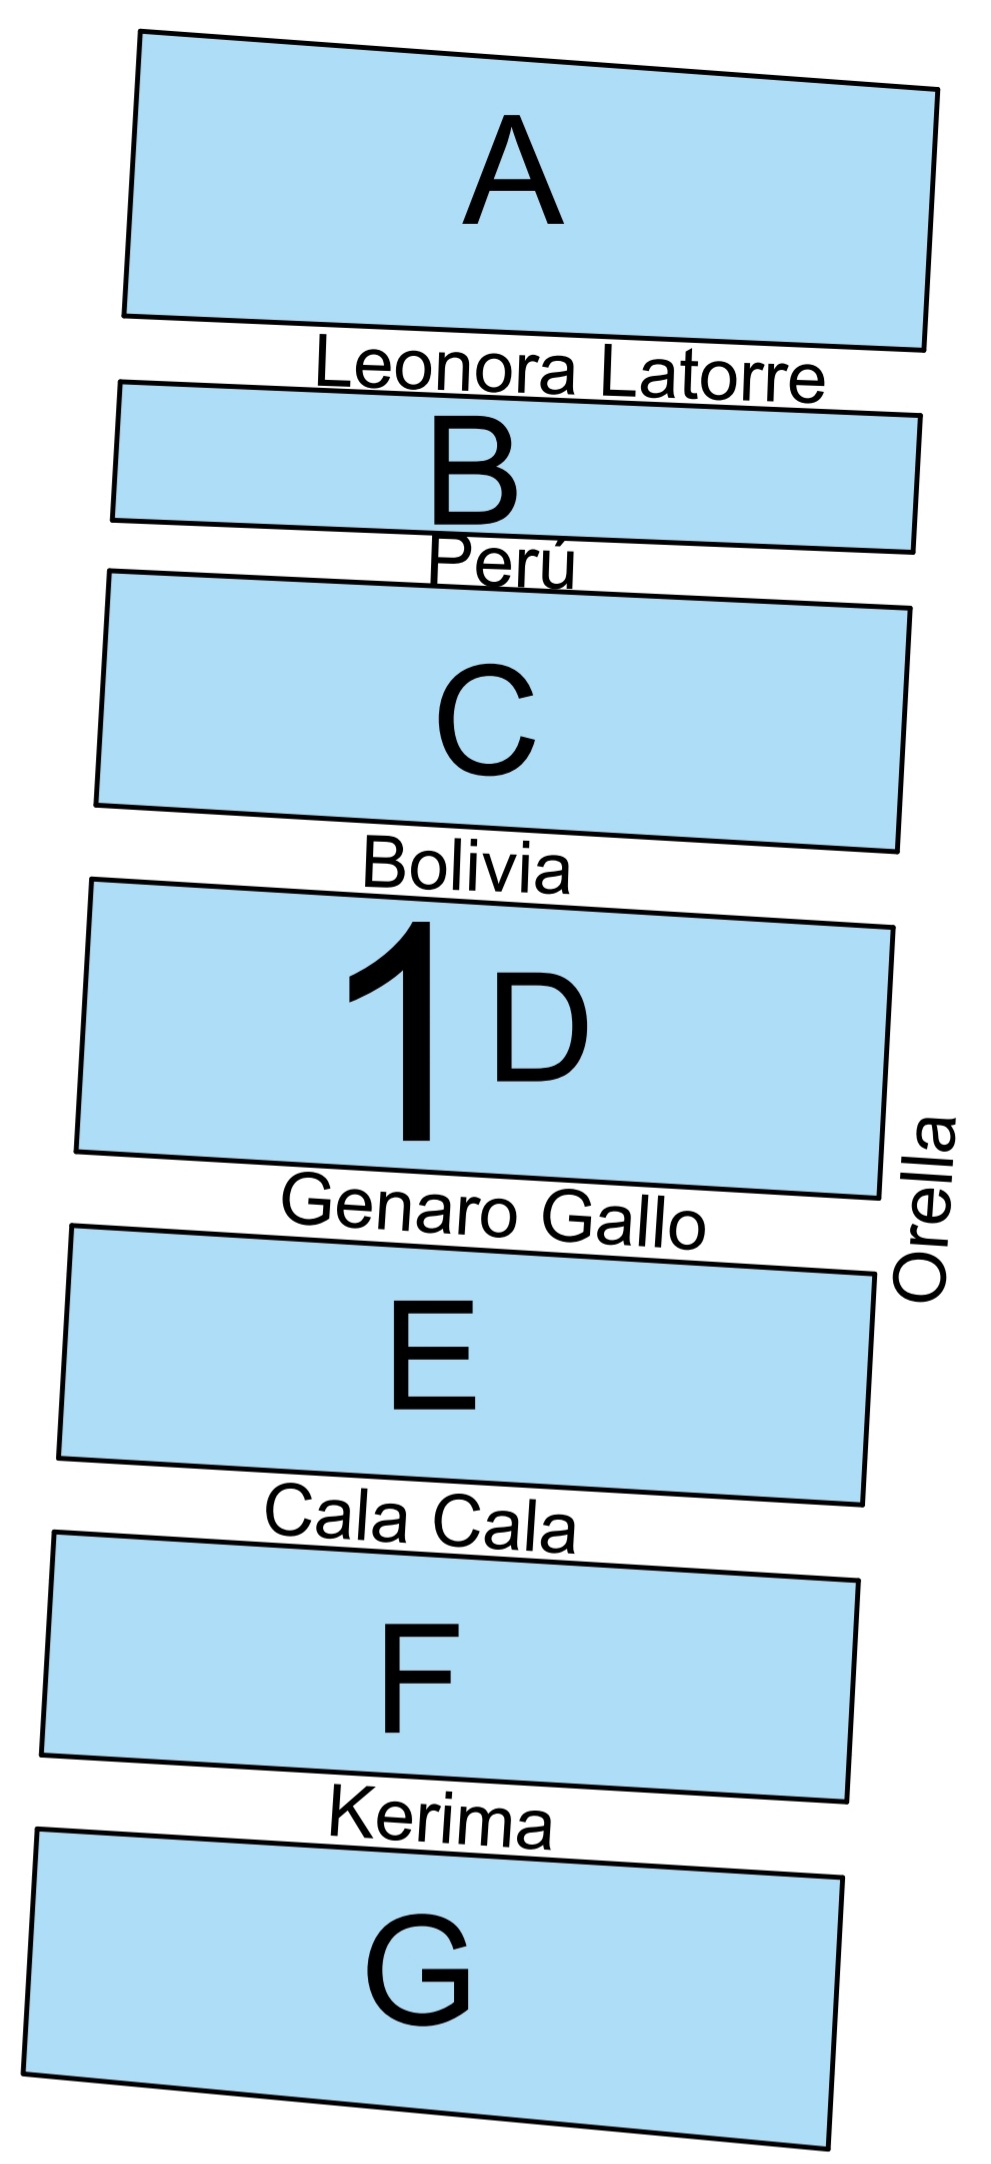 A
Leonora Latorre
B
Perú
C
Bolivia
1 D
Genaro Gallo
Orella
E
Cala Cala
F
Kerima
G